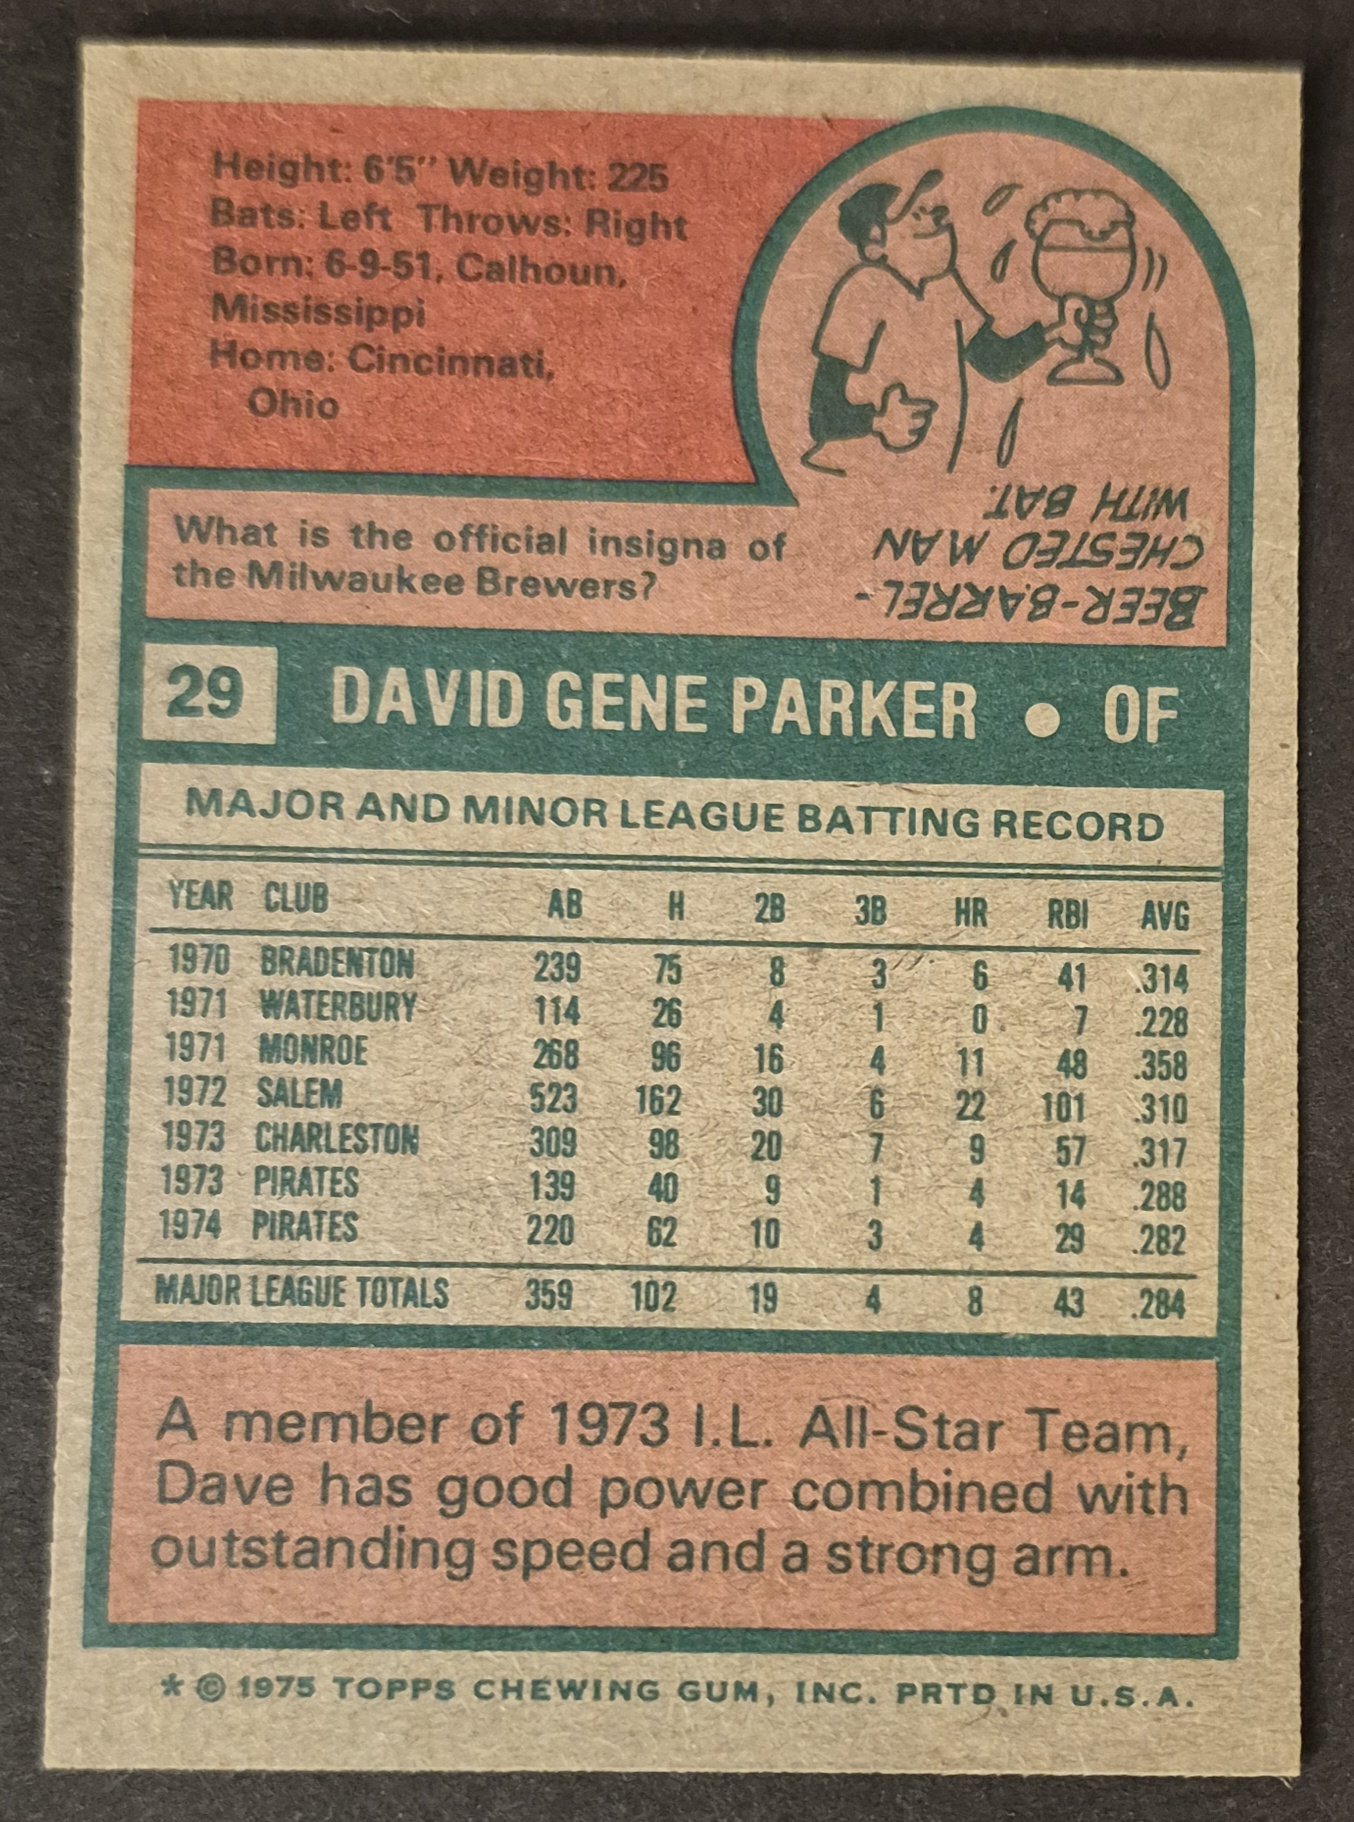 Height: 6'5" Weight: 225
Bats: Left Throws: Right
Born: 6-9-51, Calhoun,
Mississippi
Home: Cincinnati,
Ohio
What is the official insigna of
the Milwaukee Brewers?
BEER-BARREL-
CHESTED MAN
WITH BAT.
29 DAVID GENE PARKER • OF
MAJOR AND MINOR LEAGUE BATTING RECORD
YEAR CLUB AB H 2B 3B HR RBI AVG
1970 BRADENTON 239 75 8 3 6 41 .314
1971 WATERBURY 114 26 4 1 0 7 .228
1971 MONROE 268 96 16 4 11 48 .358
1972 SALEM 523 162 30 6 22 101 .310
1973 CHARLESTON 309 98 20 7 9 57 .317
1973 PIRATES 139 40 9 1 4 14 .288
1974 PIRATES 220 62 10 3 4 29 .282
MAJOR LEAGUE TOTALS 359 102 19 4 8 43 .284
A member of 1973 I.L. All-Star Team,
Dave has good power combined with
outstanding speed and a strong arm.
* © 1975 TOPPS CHEWING GUM, INC. PRTD. IN U.S.A.